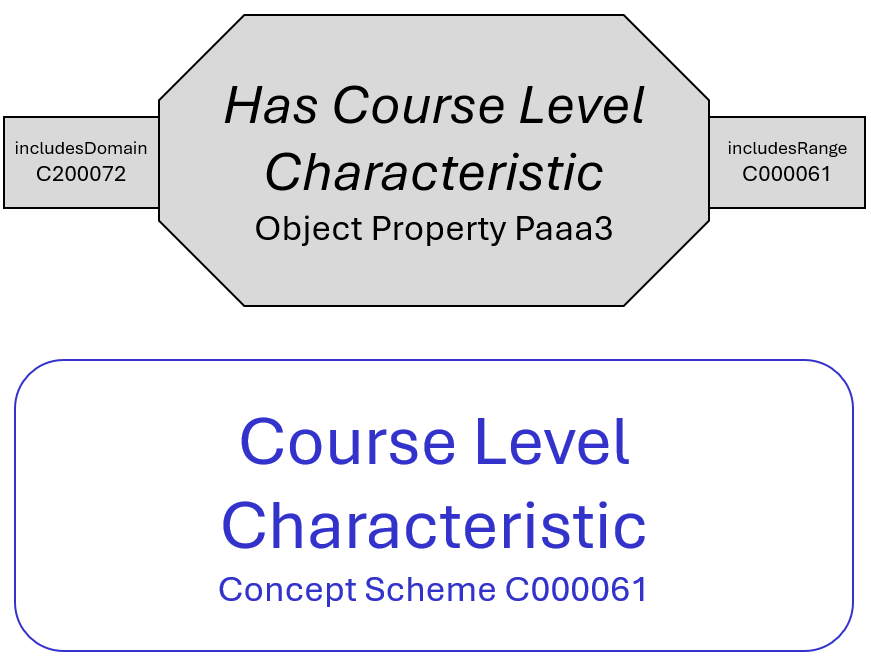 Has Course Level
Characteristic
Object Property Paaa3
includesDomain
C200072
includesRange
C000061
Course Level
Characteristic
Concept Scheme C000061